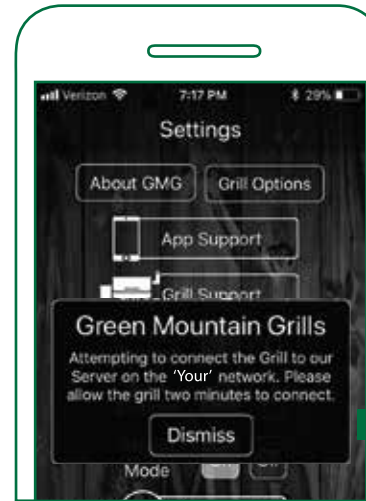 Verizon 7:17 PM 29%
Settings
About GMG Grill Options
App Support
Grill Support
Green Mountain Grills
Attempting to connect the Grill to our
Server on the 'Your' network. Please
allow the grill two minutes to connect.
Dismiss
Mode On Off